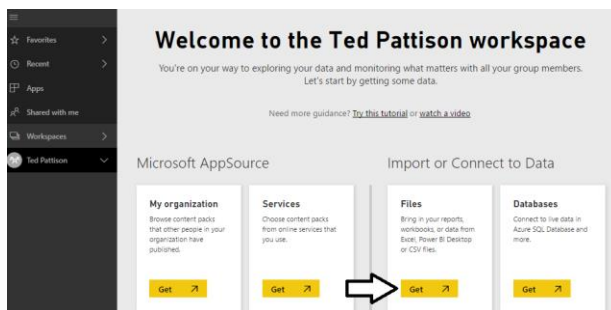 Favorites
Recent
Apps
Shared with me
Workspaces
Ted Pattison
Welcome to the Ted Pattison workspace
You're on your way to exploring your data and monitoring what matters with all your group members.
Let's start by getting some data.
Need more guidance? Try this tutorial or watch a video
Microsoft AppSource
My organization
Browse content packs
that other people in your
organization have
published.
Get
Services
Choose content packs
from online services that
you use.
Get
Import or Connect to Data
Files
Bring in your reports,
workbooks, or data from
Excel, Power BI Desktop
or CSV files.
Get
Databases
Connect to live data in
Azure SQL Database and
more.
Get